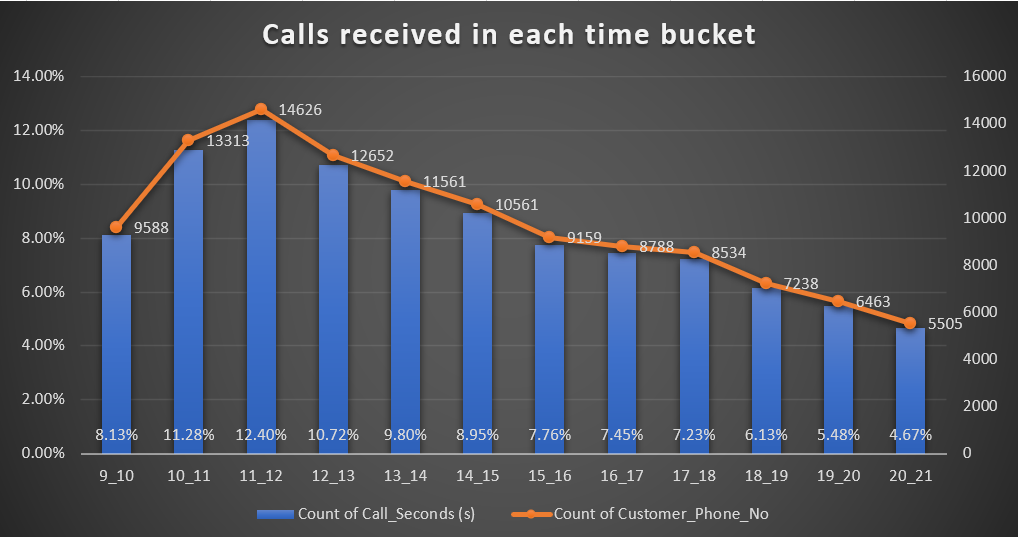 Calls received in each time bucket
14.00% 16000
12.00% 14000
10.00% 12000
8.00% 10000
6.00% 8000
4.00% 6000
2.00% 4000
0.00% 2000
0
9588 13313 14626 12652 11561 10561 9159 8788 8534 7238 6463 5505
8.13% 11.28% 12.40% 10.72% 9.80% 8.95% 7.76% 7.45% 7.23% 6.13% 5.48% 4.67%
9_10 10_11 11_12 12_13 13_14 14_15 15_16 16_17 17_18 18_19 19_20 20_21
Count of Call_Seconds (s) Count of Customer_Phone_No